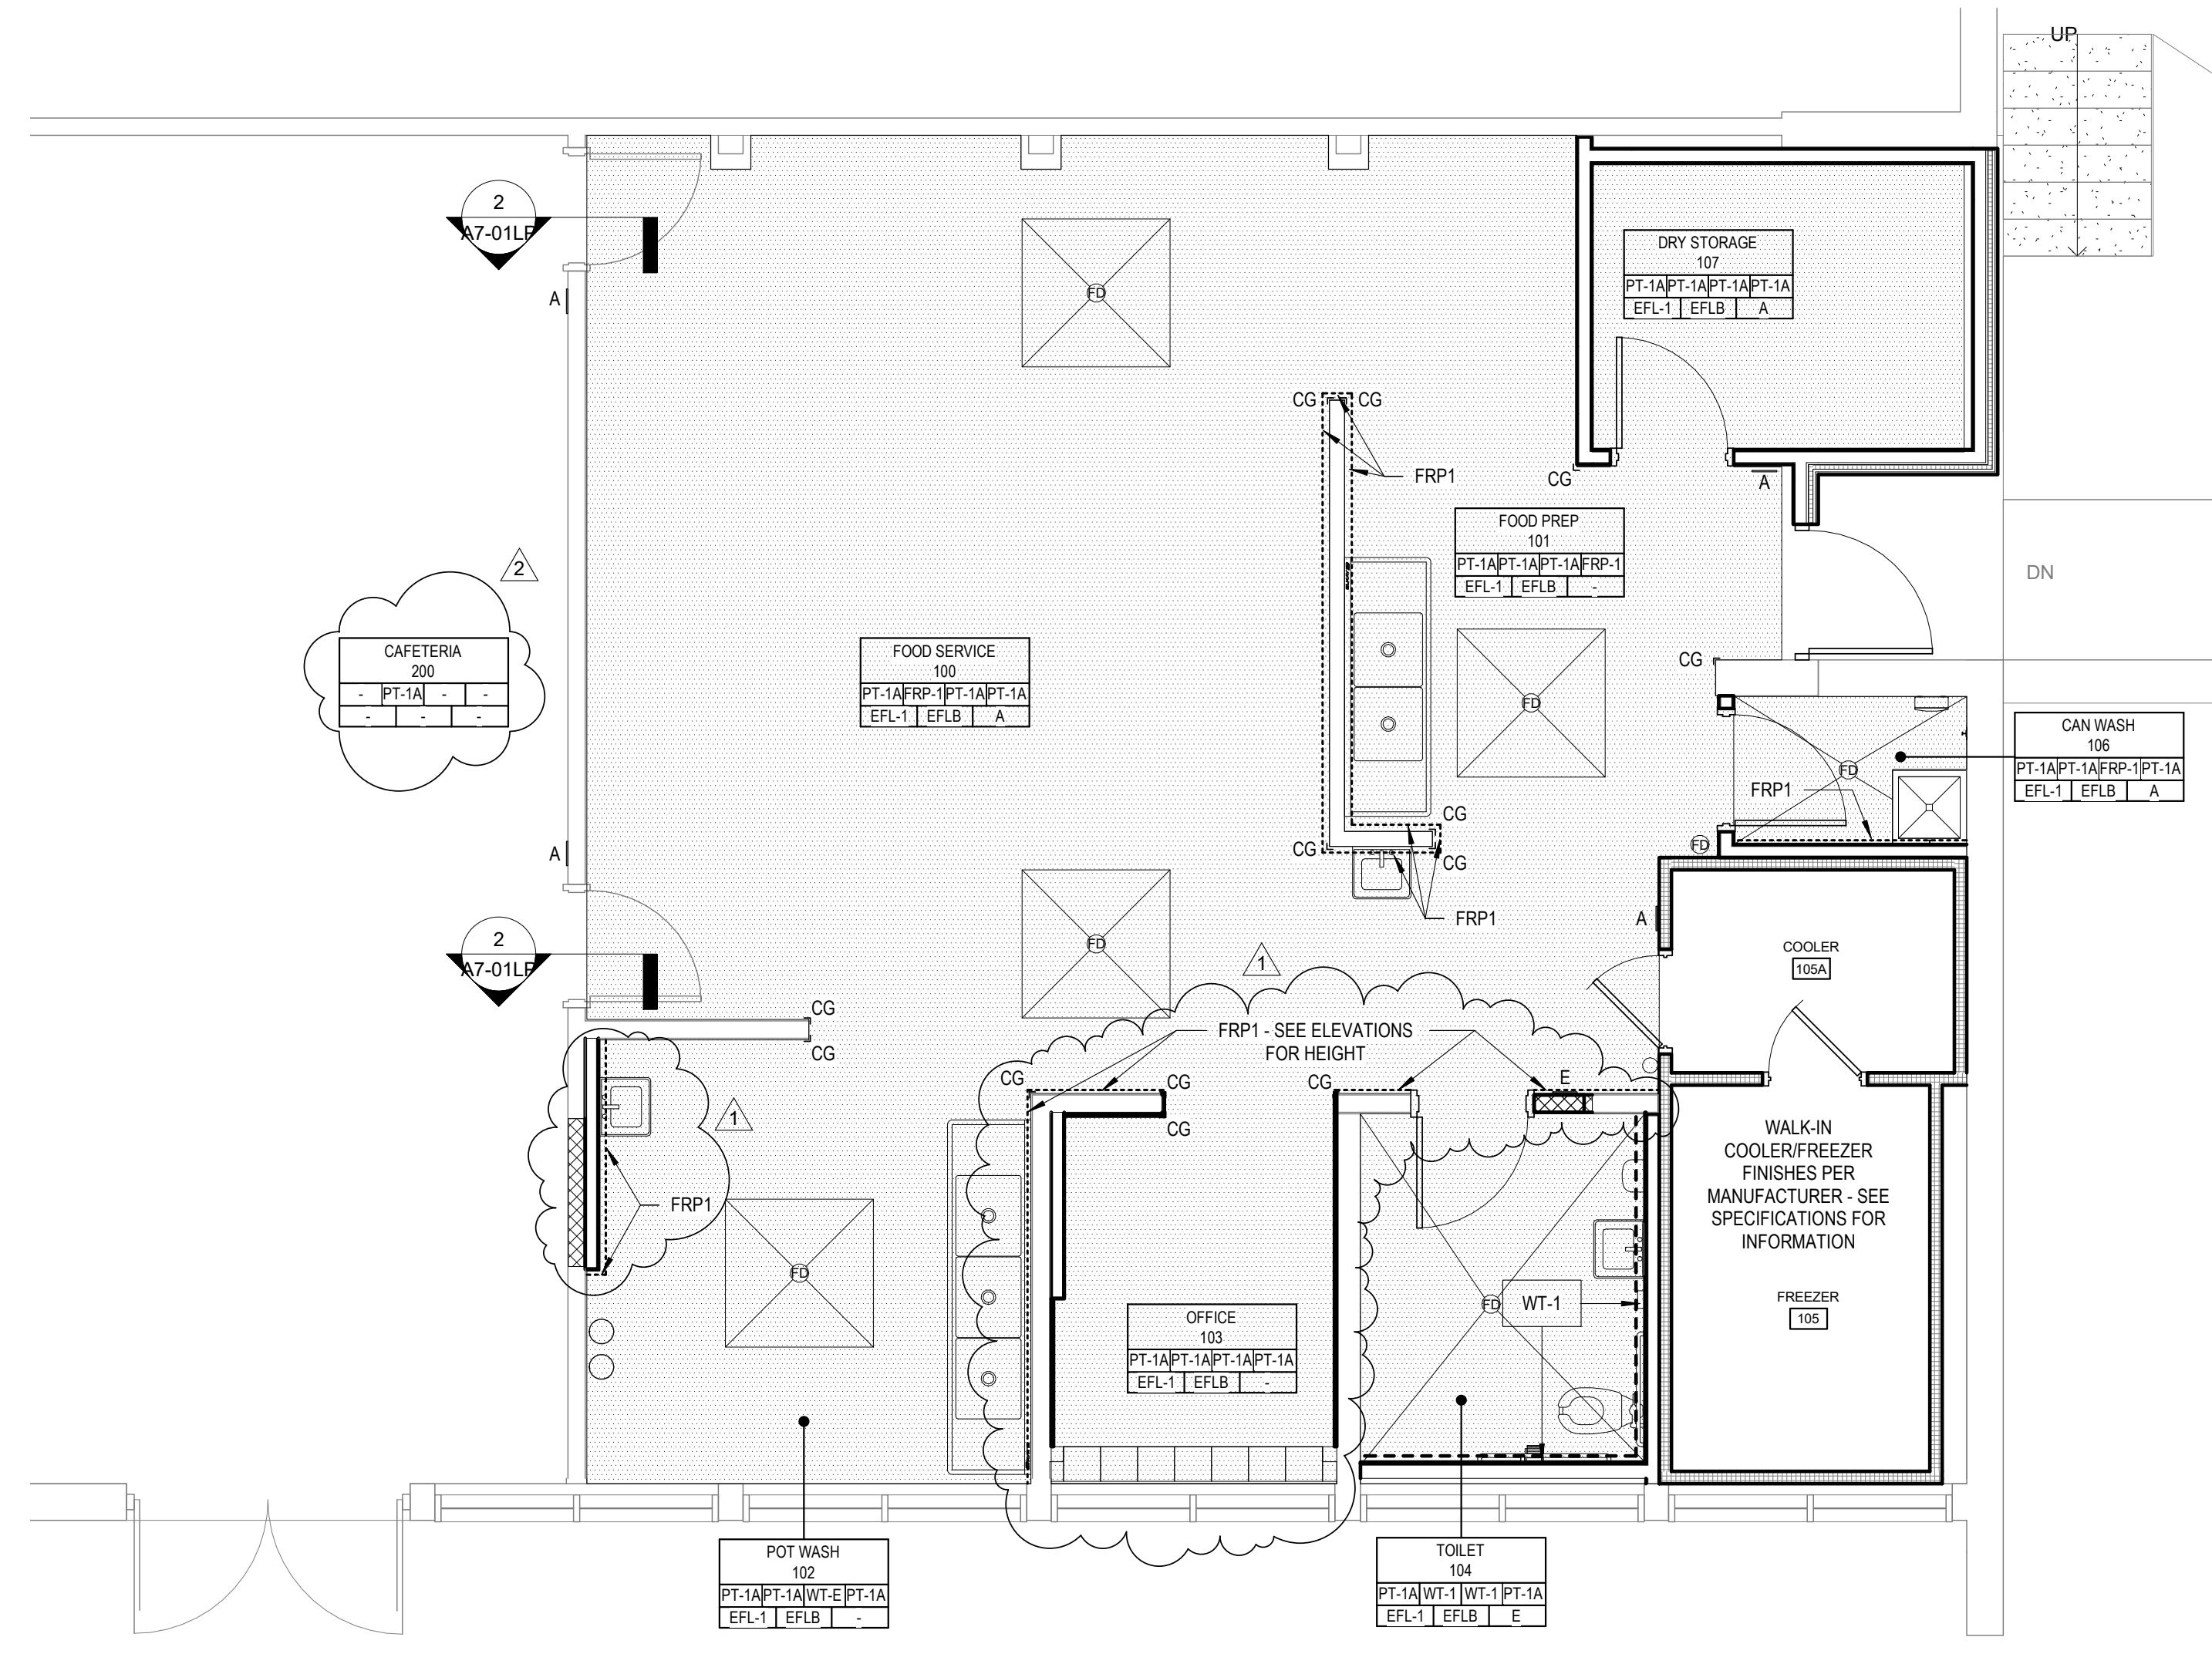 UP
2
A7-01LP
A
DRY STORAGE
107
PT-1A PT-1A PT-1A PT-1A
EFL-1 EFLB A
FD
CG CG
FRP1
CG
A
FOOD PREP
101
PT-1A PT-1A PT-1A FRP-1
EFL-1 EFLB -
DN
2
CAFETERIA
200
- PT-1A - -
- - -
FOOD SERVICE
100
PT-1A FRP-1 PT-1A PT-1A
EFL-1 EFLB A
CG
FD
CAN WASH
106
PT-1A PT-1A FRP-1 PT-1A
EFL-1 EFLB A
FD
FRP1
CG
A
CG
CG
FD
FRP1
A
2
A7-01LP
FD
1
COOLER
105A
CG
CG
FRP1 - SEE ELEVATIONS
FOR HEIGHT
CG
CG
CG
E
CG
1
WALK-IN
COOLER/FREEZER
FINISHES PER
MANUFACTURER - SEE
SPECIFICATIONS FOR
INFORMATION
FRP1
FD
FREEZER
105
FD
WT-1
OFFICE
103
PT-1A PT-1A PT-1A PT-1A
EFL-1 EFLB -
POT WASH
102
PT-1A PT-1A WT-E PT-1A
EFL-1 EFLB -
TOILET
104
PT-1A WT-1 WT-1 PT-1A
EFL-1 EFLB E